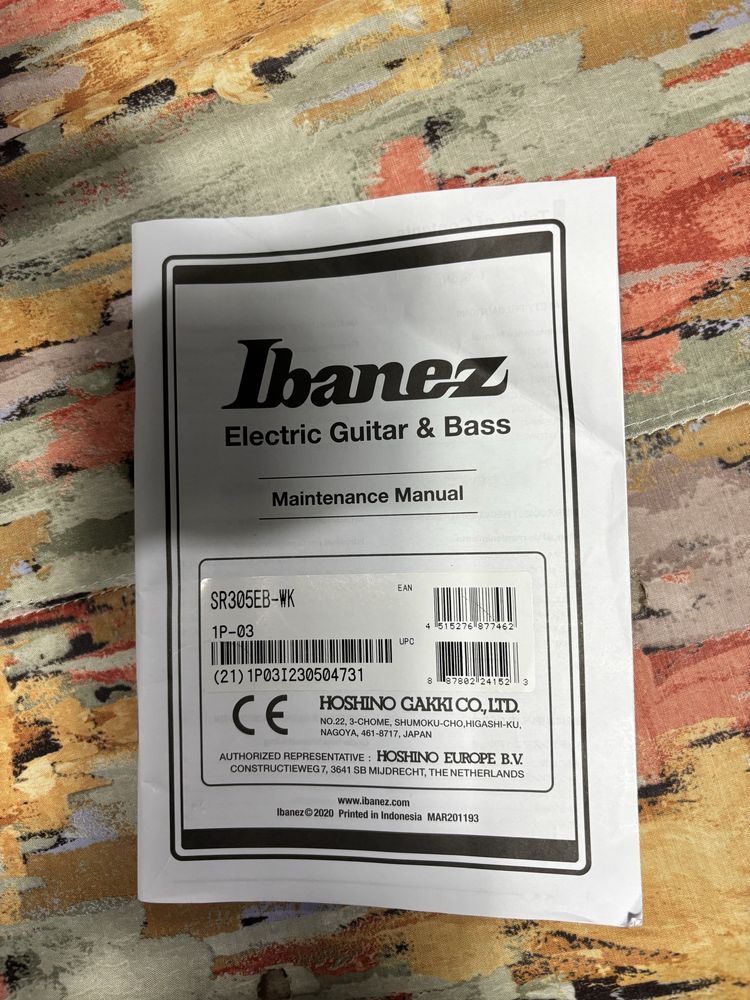 Ibanez
Electric Guitar & Bass
Maintenance Manual
SR305EB-WK
EAN
4 515276 877462
1P-03
UPC
(21)1P03I230504731
8 87802 24152 3
CE
HOSHINO GAKKI CO.,LTD.
NO.22, 3-CHOME, SHUMOKU-CHO,HIGASHI-KU,
NAGOYA, 461-8717, JAPAN
AUTHORIZED REPRESENTATIVE : HOSHINO EUROPE B.V.
CONSTRUCTIEWEG 7, 3641 SB MIJDRECHT, THE NETHERLANDS
www.ibanez.com
Ibanez©2020 Printed in Indonesia MAR201193